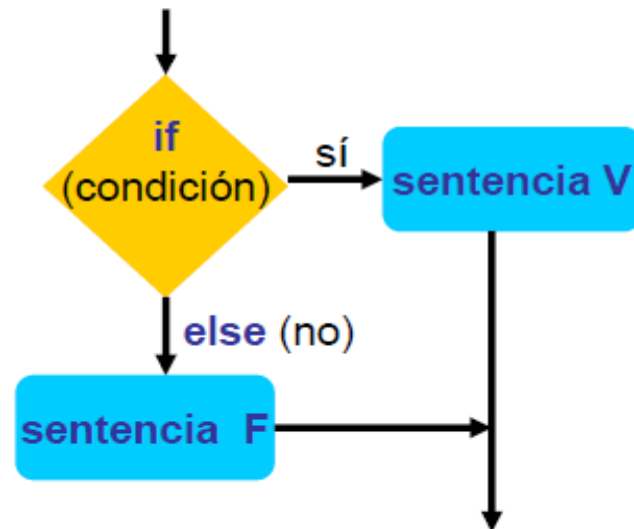 if
(condición)
sí
sentencia V
else (no)
sentencia F